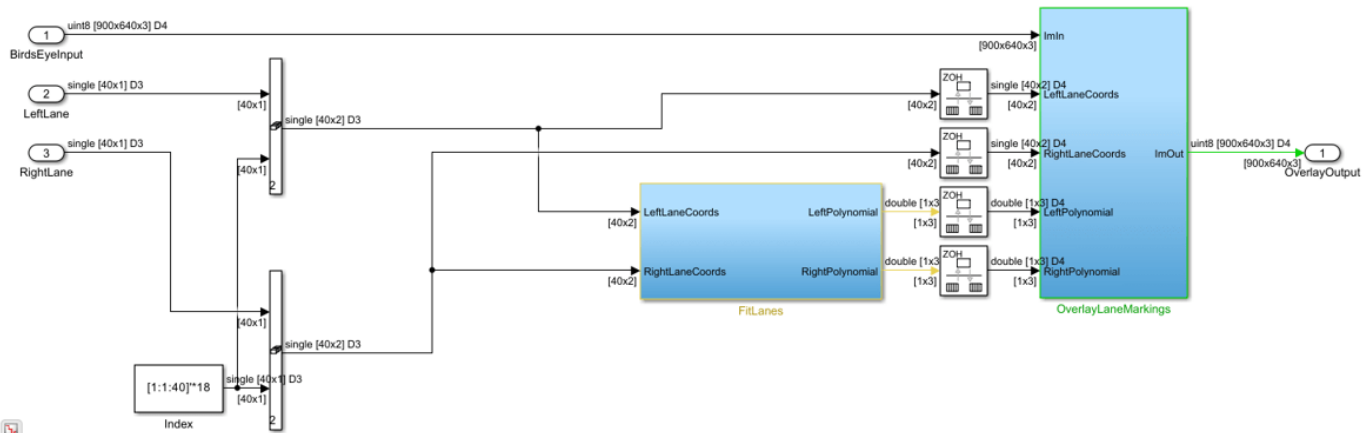 1
uint8 [900x640x3] D4
BirdsEyeInput
[900x640x3]
ImIn
2
single [40x1] D3
LeftLane
[40x1]
3
single [40x1] D3
RightLane
[40x1]
single [40x2] D3
2
ZOH
[40x2]
single [40x2] D4
[40x2]
LeftLaneCoords
ZOH
[40x2]
single [40x2] D4
[40x2]
RightLaneCoords
ImOut
uint8 [900x640x3] D4
[900x640x3]
1
OverlayOutput
[40x2]
LeftLaneCoords
LeftPolynomial
double [1x3]
[1x3]
ZOH
double [1x3] D4
[1x3]
LeftPolynomial
[40x2]
RightLaneCoords
RightPolynomial
double [1x3]
[1x3]
ZOH
double [1x3] D4
[1x3]
RightPolynomial
FitLanes
OverlayLaneMarkings
[40x1]
single [40x2] D3
[1:1:40]'*18
single [40x1] D3
[40x1]
Index
2